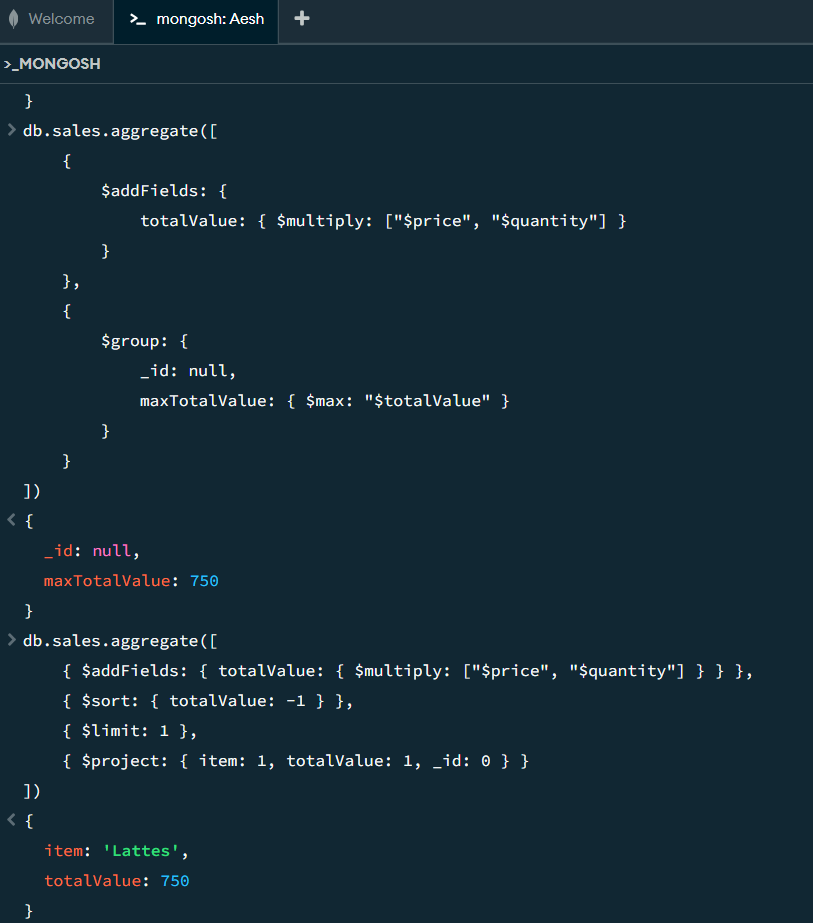 Welcome
>_ mongosh: Aesh
+
>_MONGOSH
}
> db.sales.aggregate([
    {
        $addFields: {
            totalValue: { $multiply: ["$price", "$quantity"] }
        }
    },
    {
        $group: {
            _id: null,
            maxTotalValue: { $max: "$totalValue" }
        }
    }
])
< {
  _id: null,
  maxTotalValue: 750
}
> db.sales.aggregate([
    { $addFields: { totalValue: { $multiply: ["$price", "$quantity"] } } },
    { $sort: { totalValue: -1 } },
    { $limit: 1 },
    { $project: { item: 1, totalValue: 1, _id: 0 } }
])
< {
  item: 'Lattes',
  totalValue: 750
}